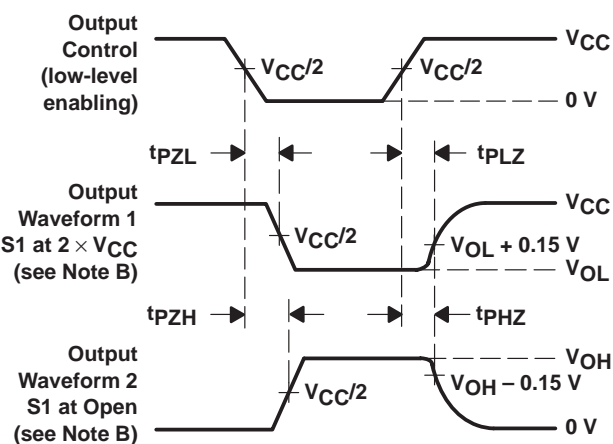 Output
Control
(low-level
enabling)
VCC/2
VCC/2
VCC
0 V
tPZL
tPLZ
Output
Waveform 1
S1 at 2 × VCC
(see Note B)
VCC/2
VCC
VOL + 0.15 V
VOL
tPZH
tPHZ
Output
Waveform 2
S1 at Open
(see Note B)
VCC/2
VOH
VOH – 0.15 V
0 V